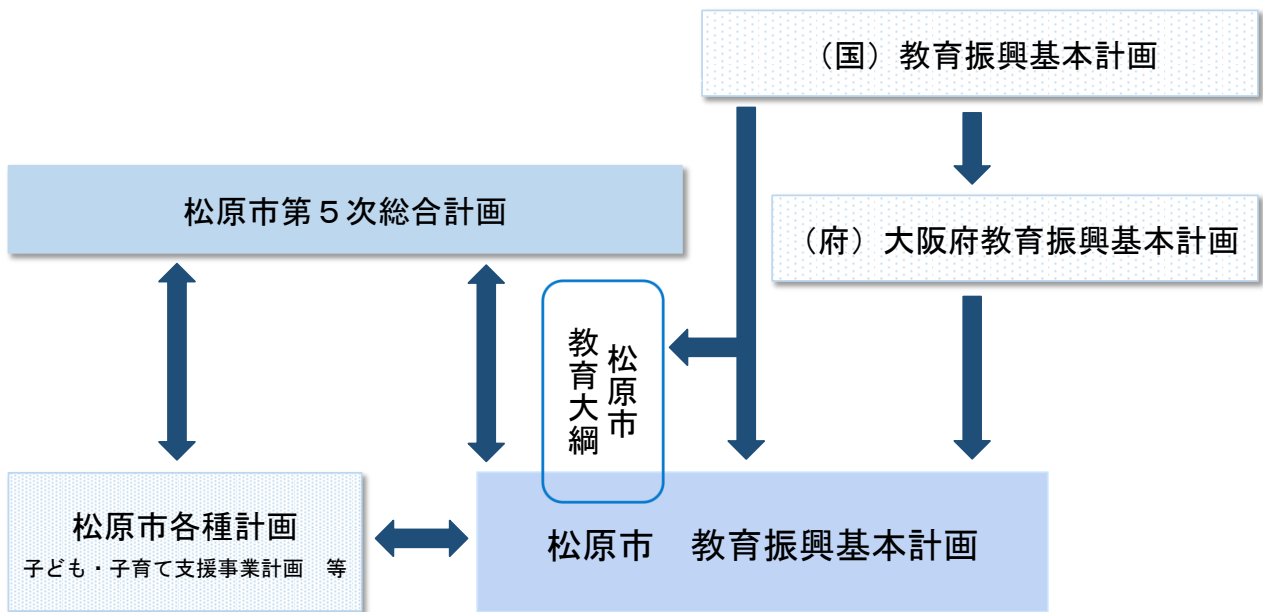 （国）教育振興基本計画
松原市第５次総合計画
（府）大阪府教育振興基本計画
松原市
教育大綱
松原市各種計画
子ども・子育て支援事業計画　等
松原市　教育振興基本計画